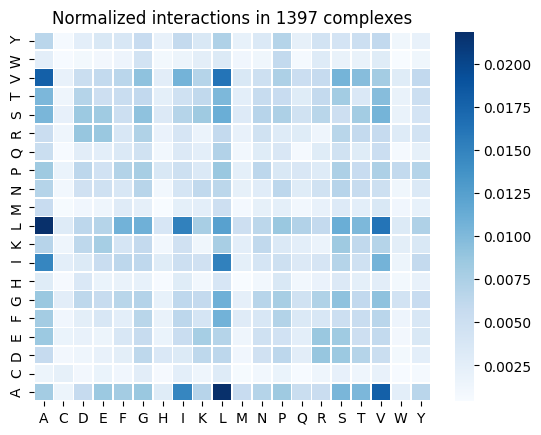 Normalized interactions in 1397 complexes
Y
W
V
T
S
R
Q
P
N
M
L
K
I
H
G
F
E
D
C
A
A C D E F G H I K L M N P Q R S T V W Y
0.0200
0.0175
0.0150
0.0125
0.0100
0.0075
0.0050
0.0025